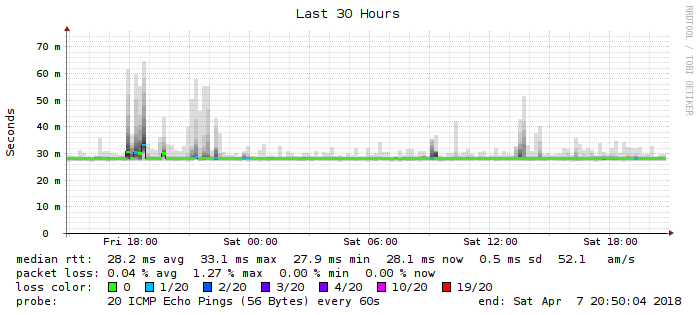 Last 30 Hours
RRDTOOL / TOBI OETIKER
Seconds
70 m
60 m
50 m
40 m
30 m
20 m
10 m
0
Fri 18:00 Sat 00:00 Sat 06:00 Sat 12:00 Sat 18:00
median rtt: 28.2 ms avg 33.1 ms max 27.9 ms min 28.1 ms now 0.5 ms sd 52.1 am/s
packet loss: 0.04 % avg 1.27 % max 0.00 % min 0.00 % now
loss color: 0 1/20 2/20 3/20 4/20 10/20 19/20
probe: 20 ICMP Echo Pings (56 Bytes) every 60s end: Sat Apr 7 20:50:04 2018